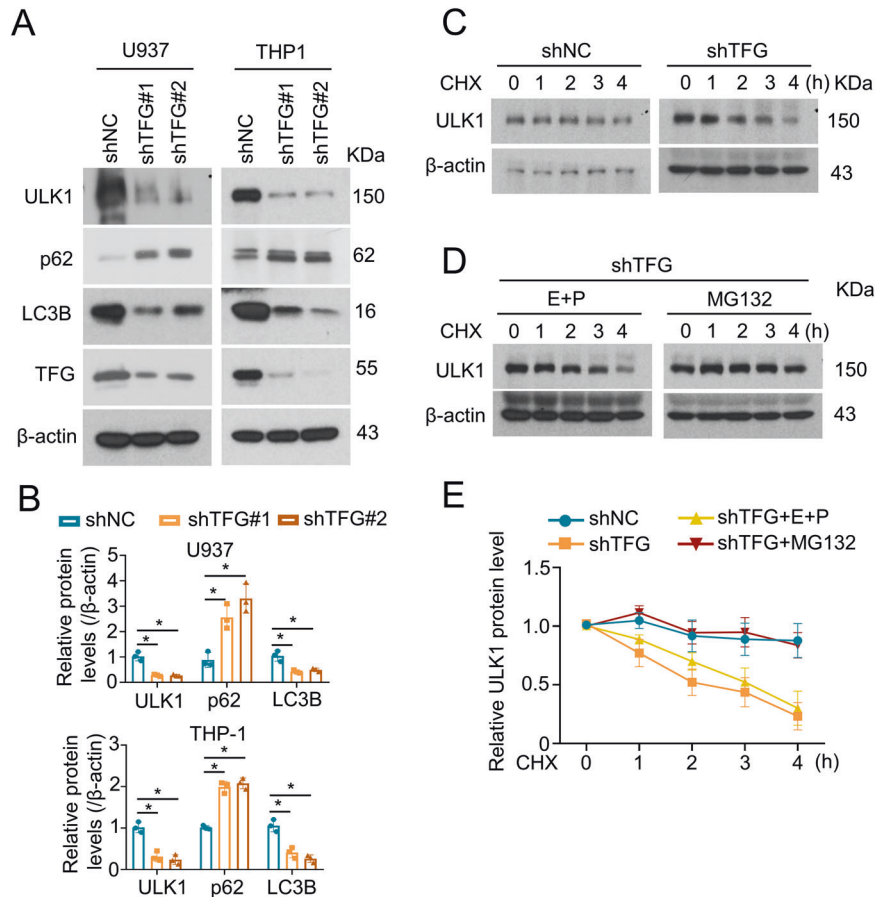 A
U937 THP1
shNC shTFG#1 shTFG#2 shNC shTFG#1 shTFG#2 KDa
ULK1 150
p62 62
LC3B 16
TFG 55
β-actin 43
B
shNC shTFG#1 shTFG#2
U937
Relative protein
levels (/β-actin)
5
4
3
2
1
0
* * * * * *
ULK1 p62 LC3B
THP-1
Relative protein
levels (/β-actin)
3
2
1
0
* * * * * *
ULK1 p62 LC3B
C
shNC shTFG
CHX 0 1 2 3 4 0 1 2 3 4 (h) KDa
ULK1 150
β-actin 43
D
shTFG
E+P MG132 KDa
CHX 0 1 2 3 4 0 1 2 3 4 (h)
ULK1 150
β-actin 43
E
shNC shTFG+E+P
shTFG shTFG+MG132
Relative ULK1 protein level
1.5
1.0
0.5
0
CHX 0 1 2 3 4 (h)